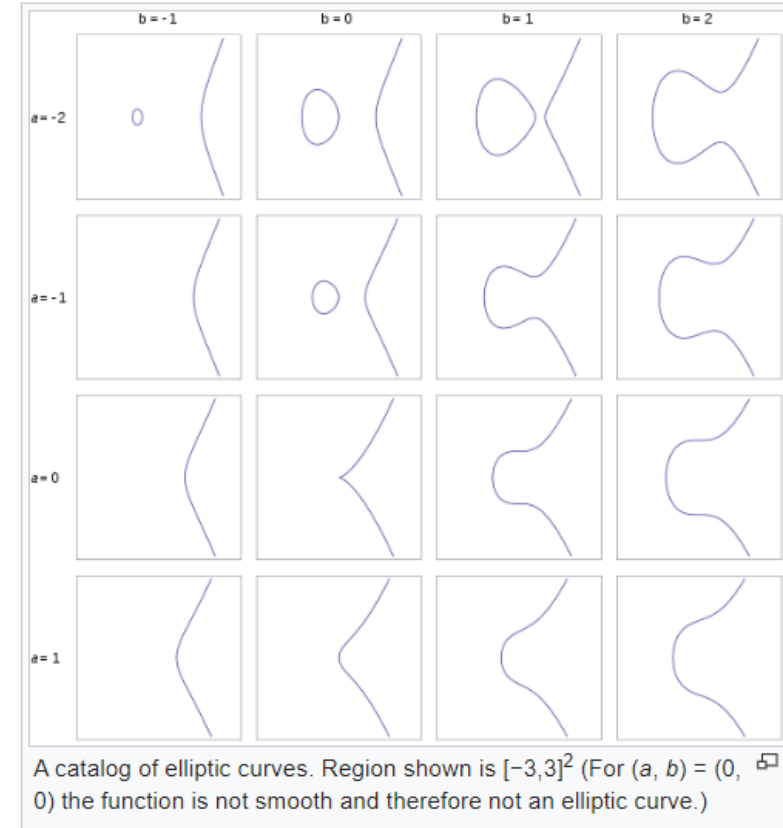 b = -1 b = 0 b = 1 b = 2
a = -2
a = -1
a = 0
a = 1
A catalog of elliptic curves. Region shown is [−3,3]² (For (a, b) = (0,
0) the function is not smooth and therefore not an elliptic curve.)